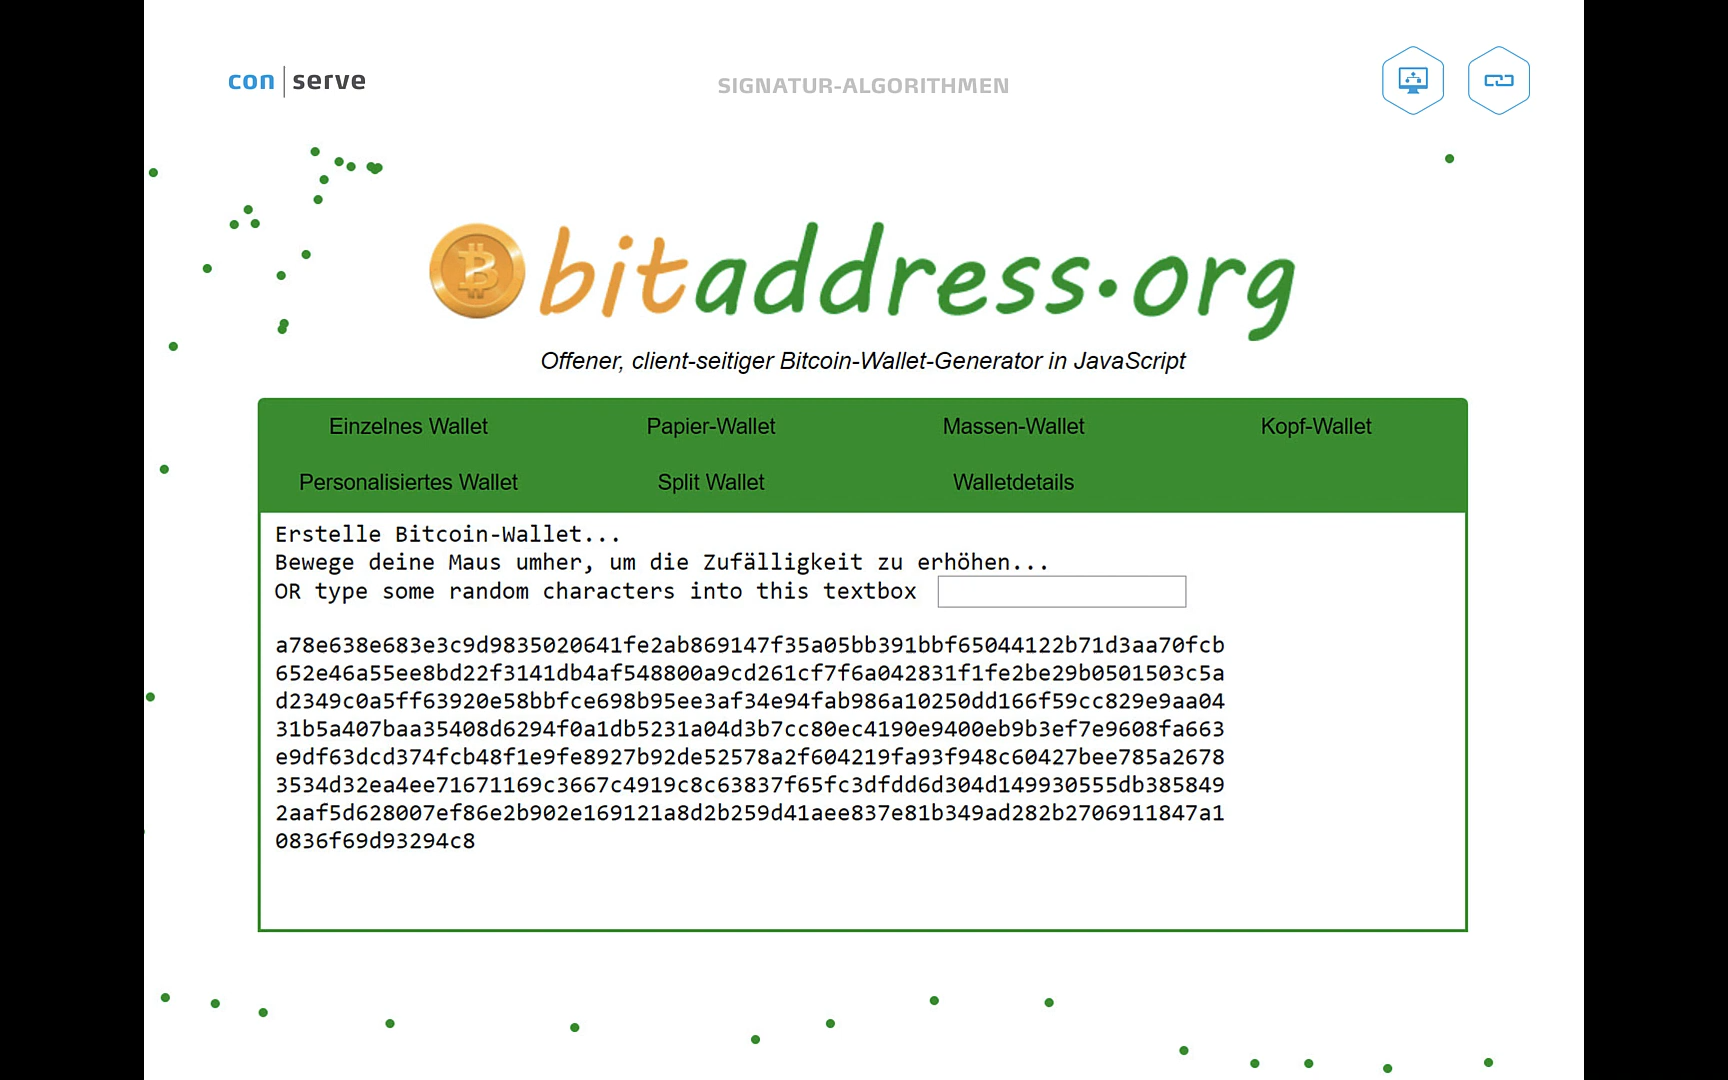 con serve
SIGNATUR-ALGORITHMEN
bitaddress.org
Offener, client-seitiger Bitcoin-Wallet-Generator in JavaScript
Einzelnes Wallet Papier-Wallet Massen-Wallet Kopf-Wallet
Personalisiertes Wallet Split Wallet Walletdetails
Erstelle Bitcoin-Wallet...
Bewege deine Maus umher, um die Zufälligkeit zu erhöhen...
OR type some random characters into this textbox
a78e638e683e3c9d9835020641fe2ab869147f35a05bb391bbf65044122b71d3aa70fcb
652e46a55ee8bd22f3141db4af548800a9cd261cf7f6a042831f1fe2be29b0501503c5a
d2349c0a5ff63920e58bbfce698b95ee3af34e94fab986a10250dd166f59cc829e9aa04
31b5a407baa35408d6294f0a1db5231a04d3b7cc80ec4190e9400eb9b3ef7e9608fa663
e9df63dcd374fcb48f1e9fe8927b92de52578a2f604219fa93f948c60427bee785a2678
3534d32ea4ee71671169c3667c4919c8c63837f65fc3dfdd6d304d149930555db385849
2aaf5d628007ef86e2b902e169121a8d2b259d41aee837e81b349ad282b2706911847a1
0836f69d93294c8